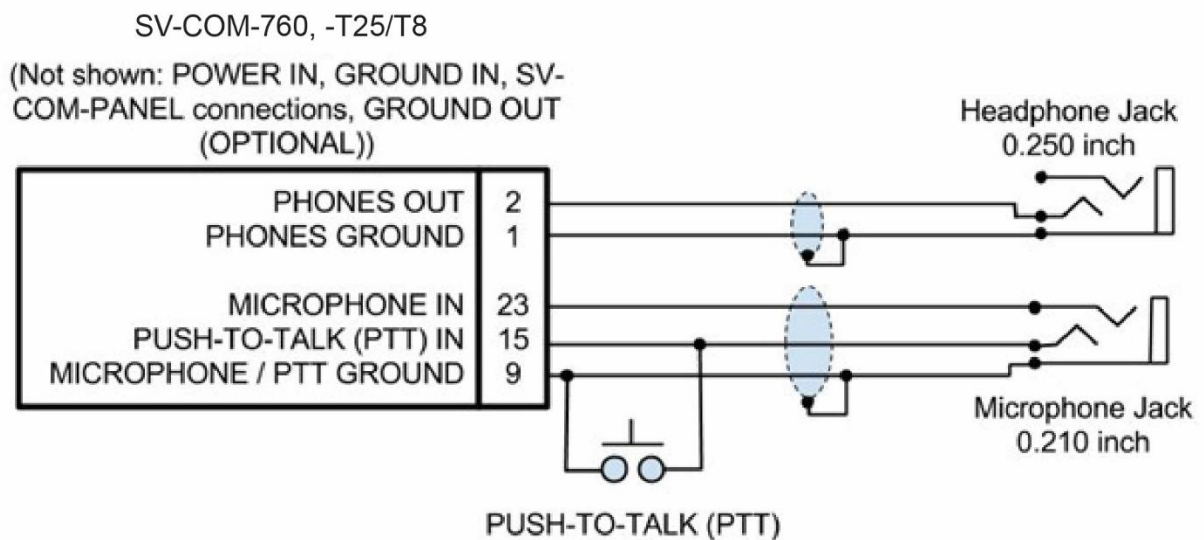 SV-COM-760, -T25/T8
(Not shown: POWER IN, GROUND IN, SV-
COM-PANEL connections, GROUND OUT
(OPTIONAL))
Headphone Jack
0.250 inch
PHONES OUT 2
PHONES GROUND 1
MICROPHONE IN 23
PUSH-TO-TALK (PTT) IN 15
MICROPHONE / PTT GROUND 9
Microphone Jack
0.210 inch
PUSH-TO-TALK (PTT)